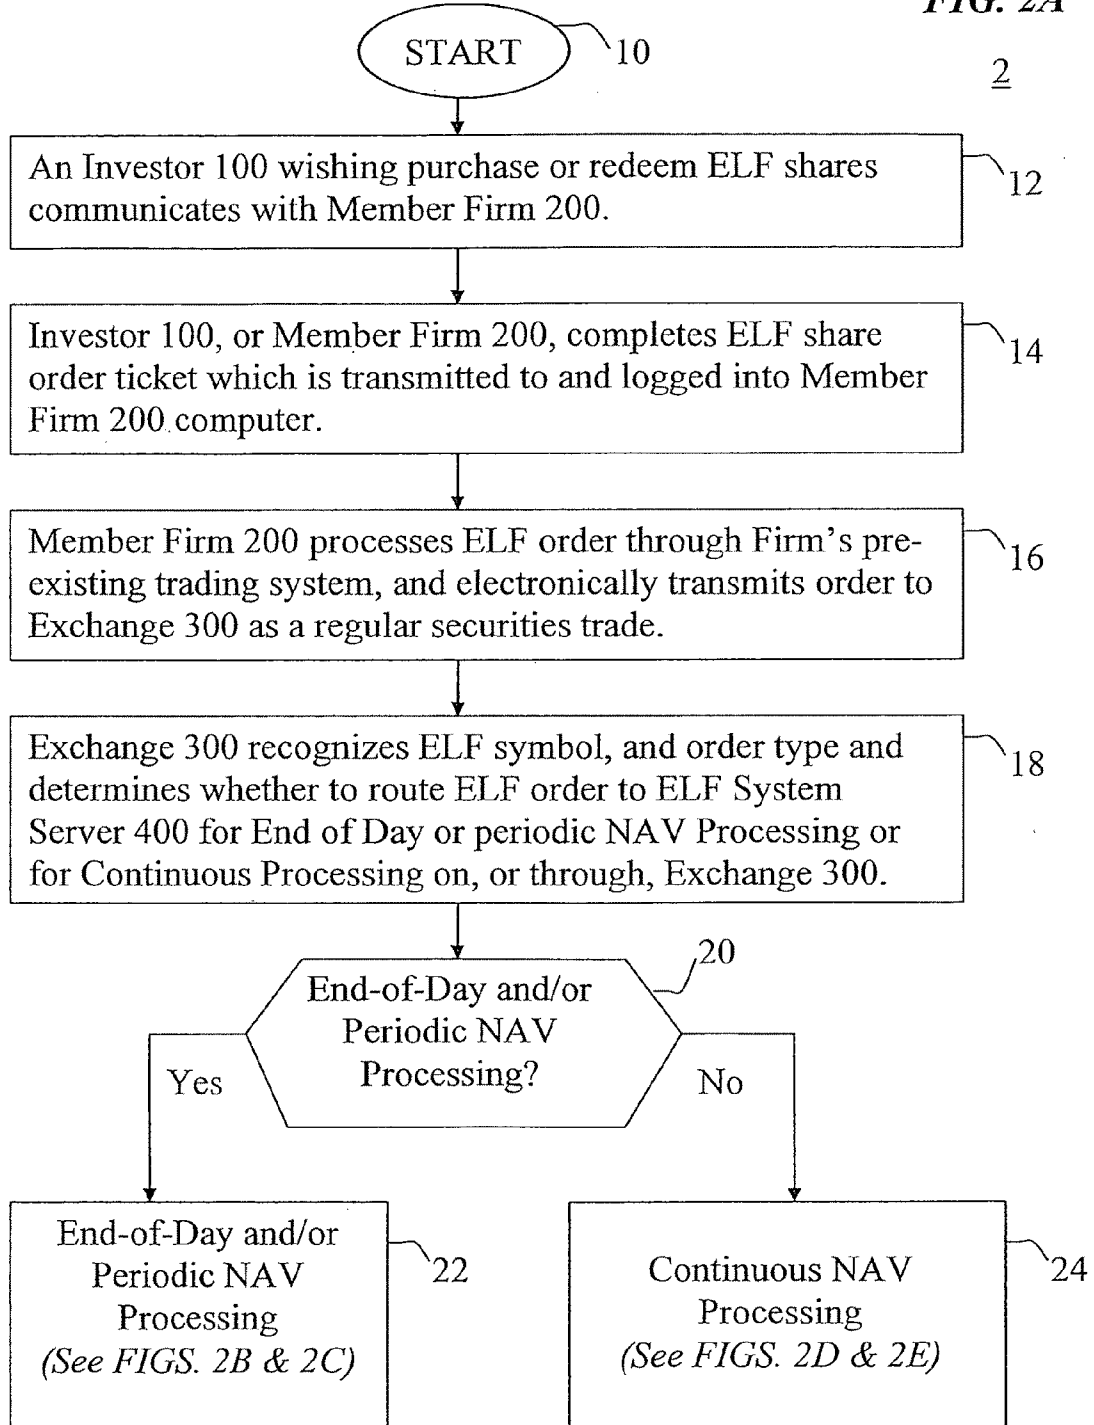 FIG. 2A
START
10
2
An Investor 100 wishing purchase or redeem ELF shares
communicates with Member Firm 200.
12
Investor 100, or Member Firm 200, completes ELF share
order ticket which is transmitted to and logged into Member
Firm 200 computer.
14
Member Firm 200 processes ELF order through Firm's pre-
existing trading system, and electronically transmits order to
Exchange 300 as a regular securities trade.
16
Exchange 300 recognizes ELF symbol, and order type and
determines whether to route ELF order to ELF System
Server 400 for End of Day or periodic NAV Processing or
for Continuous Processing on, or through, Exchange 300.
18
End-of-Day and/or
Periodic NAV
Processing?
20
Yes
No
End-of-Day and/or
Periodic NAV
Processing
(See FIGS. 2B & 2C)
22
Continuous NAV
Processing
(See FIGS. 2D & 2E)
24